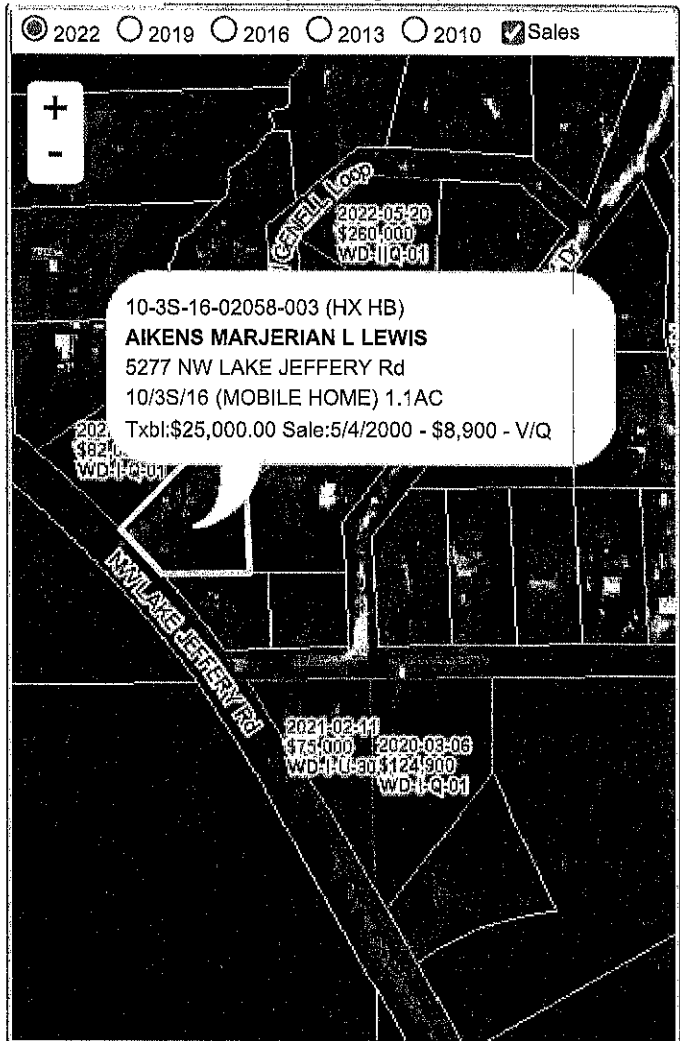 2022 2019 2016 2013 2010 Sales
+
-
Loop
2022-05-20
$260,000
WD-I-Q-01
10-3S-16-02058-003 (HX HB)
AIKENS MARJERIAN L LEWIS
5277 NW LAKE JEFFERY Rd
10/3S/16 (MOBILE HOME) 1.1AC
Txbl:$25,000.00 Sale:5/4/2000 - $8,900 - V/Q
WD-I-Q-01
NW LAKE JEFFERY Rd
2021-02-11
$75,000
WD-I-U-30
2020-03-06
$124,900
WD-I-Q-01